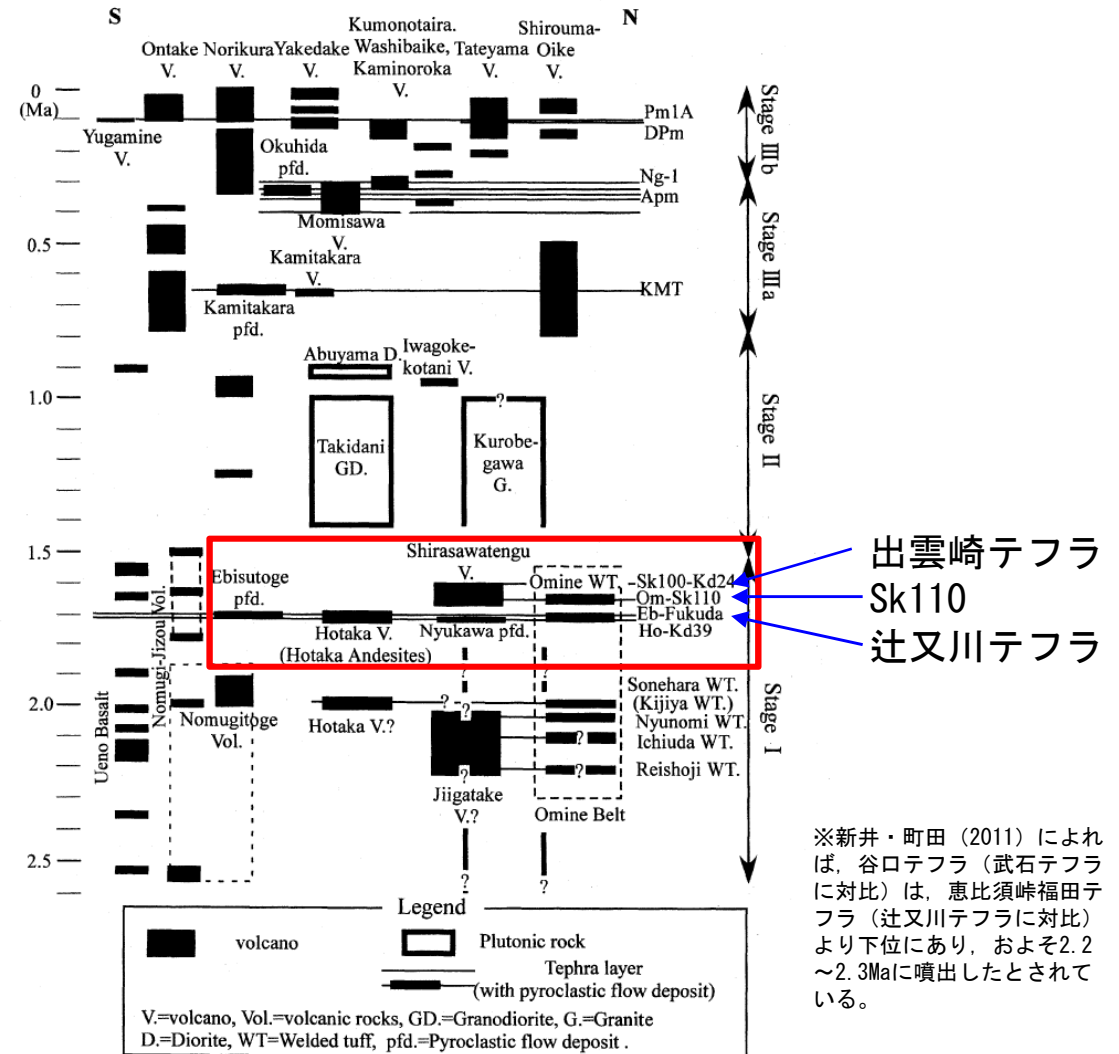 S
N
Ontake V.
Norikura V.
Yakedake V.
Kumonotaira.
Washibaike,
Kaminoroka
V.
Tateyama V.
Shirouma-
Oike
V.
0
(Ma)
Yugamine
V.
Okuhida
pfd.
Pm1A
DPm
Ng-1
Apm
Momisawa
V.
0.5
Kamitakara
V.
Kamitakara
pfd.
KMT
Abuyama D.
Iwagoke-
kotani V.
1.0
?
Takidani
GD.
Kurobe-
gawa
G.
Stage Ⅲb
Stage Ⅲa
Stage Ⅱ
Stage Ⅰ
1.5
Shirasawatengu
V.
Ebisutoge
pfd.
Omine WT.
-Sk100-Kd24
Om-Sk110
Eb-Fukuda
Ho-Kd39
Hotaka V.
(Hotaka Andesites)
Nyukawa pfd.
出雲崎テフラ
Sk110
辻又川テフラ
Ueno Basalt
Nomugi-Jizou Vol.
? ?
2.0
Nomugitoge
Vol.
Hotaka V.?
? ?
?
Sonehara WT.
(Kijiya WT.)
Nyunomi WT.
Ichiuda WT.
Reishoji WT.
?
?
?
Jiigatake
V.?
Omine Belt
2.5
? ?
※新井・町田（2011）によれ
ば，谷口テフラ（武石テフラ
に対比）は，恵比須峠福田テ
フラ（辻又川テフラに対比）
より下位にあり，およそ2.2
～2.3Maに噴出したとされて
いる。
Legend
volcano
Plutonic rock
Tephra layer
(with pyroclastic flow deposit)
V.=volcano, Vol.=volcanic rocks, GD.=Granodiorite, G.=Granite
D.=Diorite, WT=Welded tuff, pfd.=Pyroclastic flow deposit .